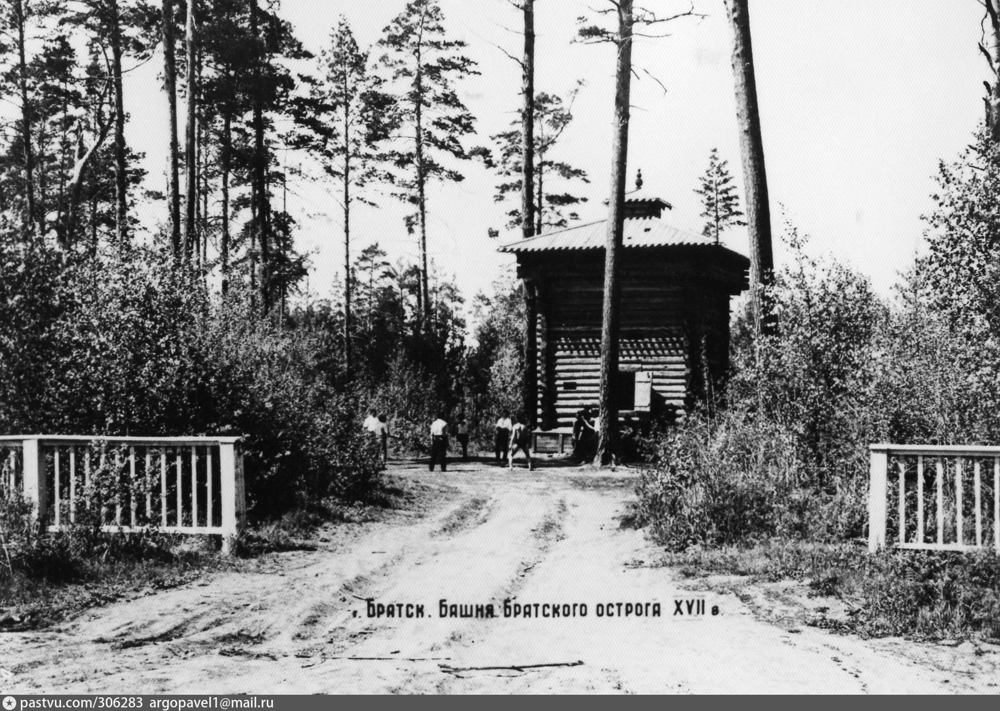 г. Братск. Башня Братского острога XVII в.
pastvu.com/306283 argopavel1@mail.ru